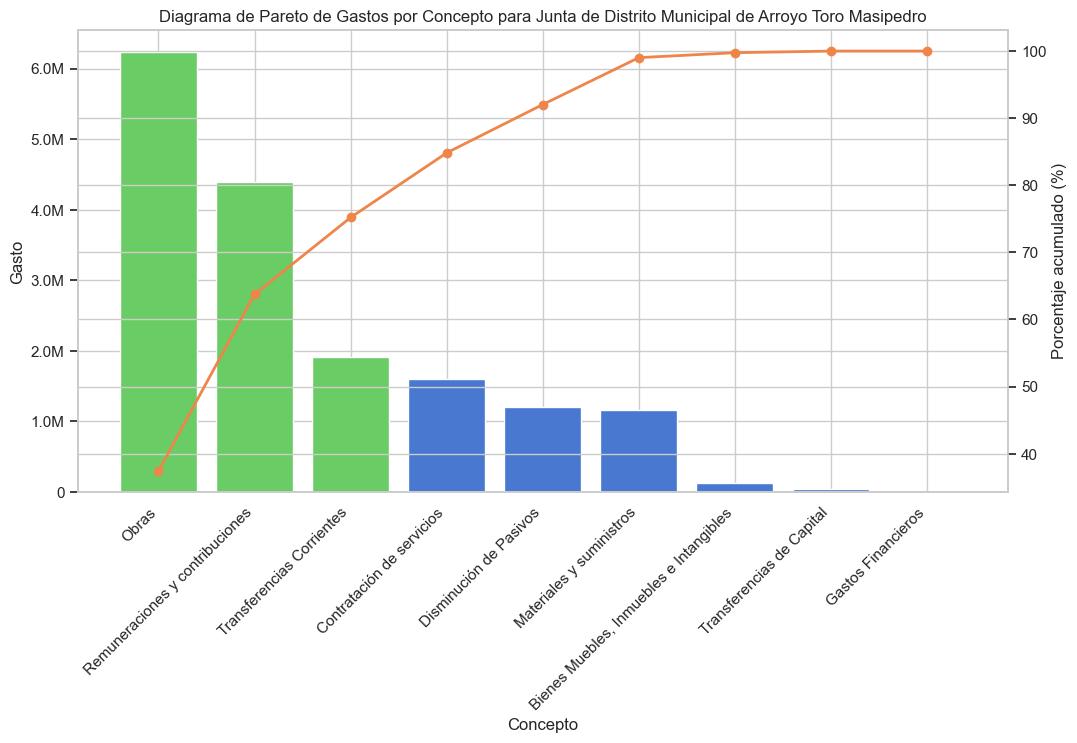 Diagrama de Pareto de Gastos por Concepto para Junta de Distrito Municipal de Arroyo Toro Masipedro
Gasto
6.0M
5.0M
4.0M
3.0M
2.0M
1.0M
0
100
90
80
70
60
50
40
Porcentaje acumulado (%)
Obras
Remuneraciones y contribuciones
Transferencias Corrientes
Contratación de servicios
Disminución de Pasivos
Materiales y suministros
Bienes Muebles, Inmuebles e Intangibles
Transferencias de Capital
Gastos Financieros
Concepto